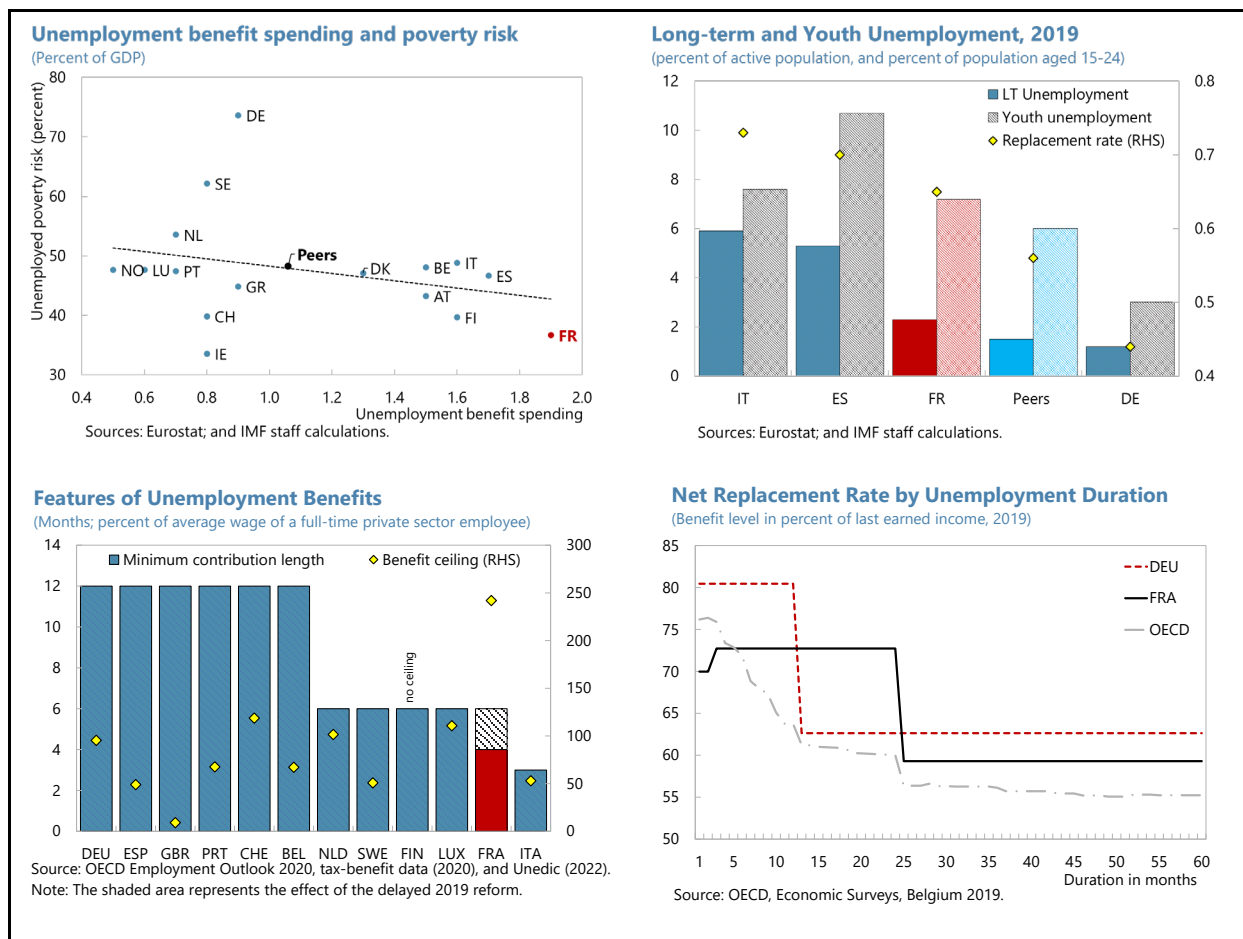 Unemployment benefit spending and poverty risk
(Percent of GDP)
Unemployed poverty risk (percent)
80
70
60
50
40
30
DE
SE
NL
Peers
NO
LU
PT
DK
BE
IT
ES
GR
AT
CH
FI
IE
FR
0.4 0.6 0.8 1.0 1.2 1.4 1.6 1.8 2.0
Unemployment benefit spending
Sources: Eurostat; and IMF staff calculations.
Long-term and Youth Unemployment, 2019
(percent of active population, and percent of population aged 15-24)
12
10
8
6
4
2
0
LT Unemployment
Youth unemployment
Replacement rate (RHS)
0.8
0.7
0.6
0.5
0.4
IT ES FR Peers DE
Sources: Eurostat; and IMF staff calculations.
Features of Unemployment Benefits
(Months; percent of average wage of a full-time private sector employee)
14
12
10
8
6
4
2
0
Minimum contribution length
Benefit ceiling (RHS)
no ceiling
300
250
200
150
100
50
0
DEU ESP GBR PRT CHE BEL NLD SWE FIN LUX FRA ITA
Source: OECD Employment Outlook 2020, tax-benefit data (2020), and Unedic (2022).
Note: The shaded area represents the effect of the delayed 2019 reform.
Net Replacement Rate by Unemployment Duration
(Benefit level in percent of last earned income, 2019)
85
80
75
70
65
60
55
50
DEU
FRA
OECD
1 5 10 15 20 25 30 35 40 45 50 55 60
Duration in months
Source: OECD, Economic Surveys, Belgium 2019.